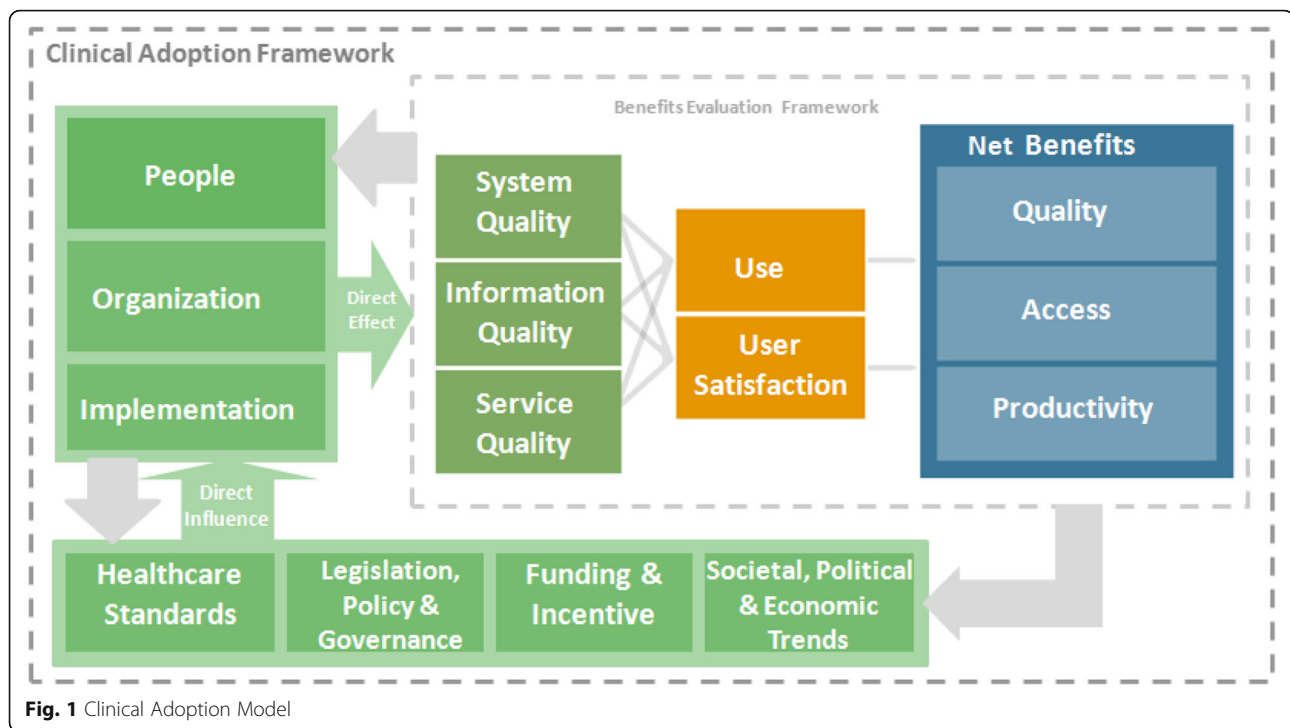 Clinical Adoption Framework
Benefits Evaluation Framework
People
Organization
Implementation
Direct
Effect
System
Quality
Information
Quality
Service
Quality
Use
User
Satisfaction
Net Benefits
Quality
Access
Productivity
Direct
Influence
Healthcare
Standards
Legislation,
Policy &
Governance
Funding &
Incentive
Societal, Political
& Economic
Trends
Fig. 1 Clinical Adoption Model